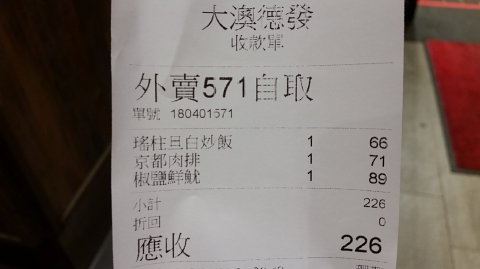 大澳德發
收款單
外賣571自取
單號 180401571
瑤柱旦白炒飯 1 66
京都肉排 1 71
椒鹽鮮魷 1 89
小計 226
折回 0
應收 226